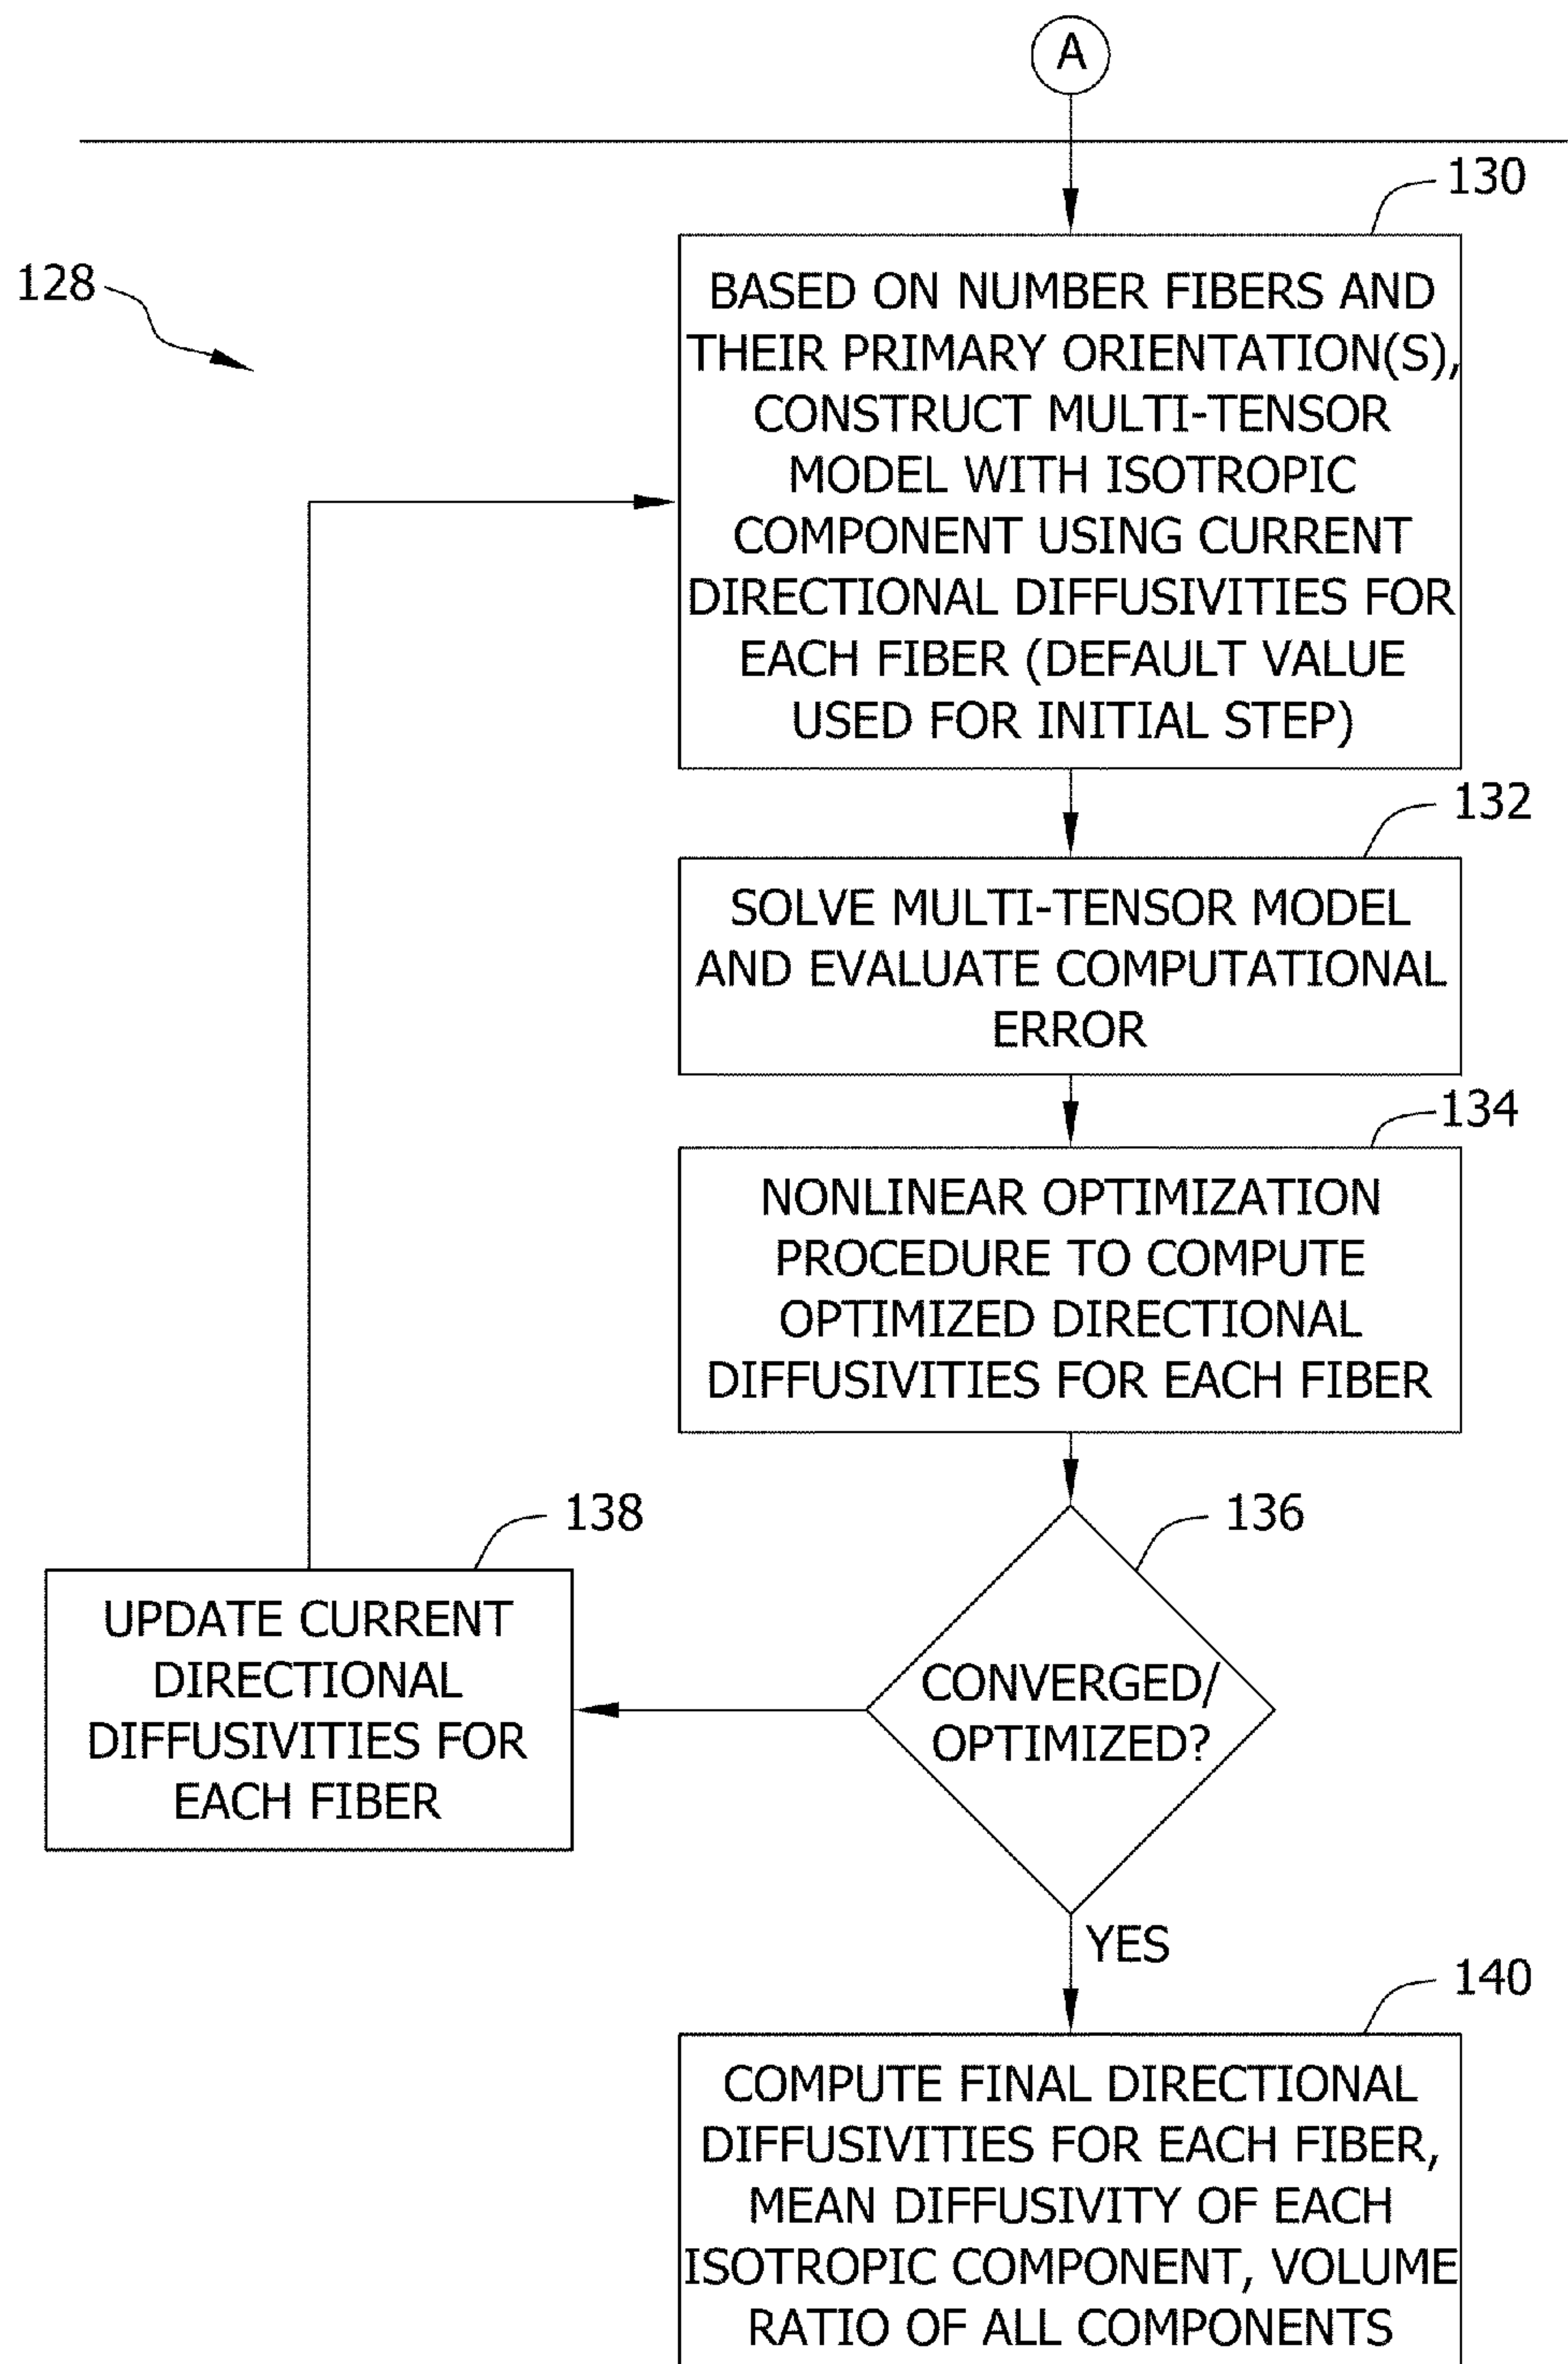 A
130
128
BASED ON NUMBER FIBERS AND
THEIR PRIMARY ORIENTATION(S),
CONSTRUCT MULTI-TENSOR
MODEL WITH ISOTROPIC
COMPONENT USING CURRENT
DIRECTIONAL DIFFUSIVITIES FOR
EACH FIBER (DEFAULT VALUE
USED FOR INITIAL STEP)
132
SOLVE MULTI-TENSOR MODEL
AND EVALUATE COMPUTATIONAL
ERROR
134
NONLINEAR OPTIMIZATION
PROCEDURE TO COMPUTE
OPTIMIZED DIRECTIONAL
DIFFUSIVITIES FOR EACH FIBER
136
CONVERGED/
OPTIMIZED?
138
UPDATE CURRENT
DIRECTIONAL
DIFFUSIVITIES FOR
EACH FIBER
YES
140
COMPUTE FINAL DIRECTIONAL
DIFFUSIVITIES FOR EACH FIBER,
MEAN DIFFUSIVITY OF EACH
ISOTROPIC COMPONENT, VOLUME
RATIO OF ALL COMPONENTS